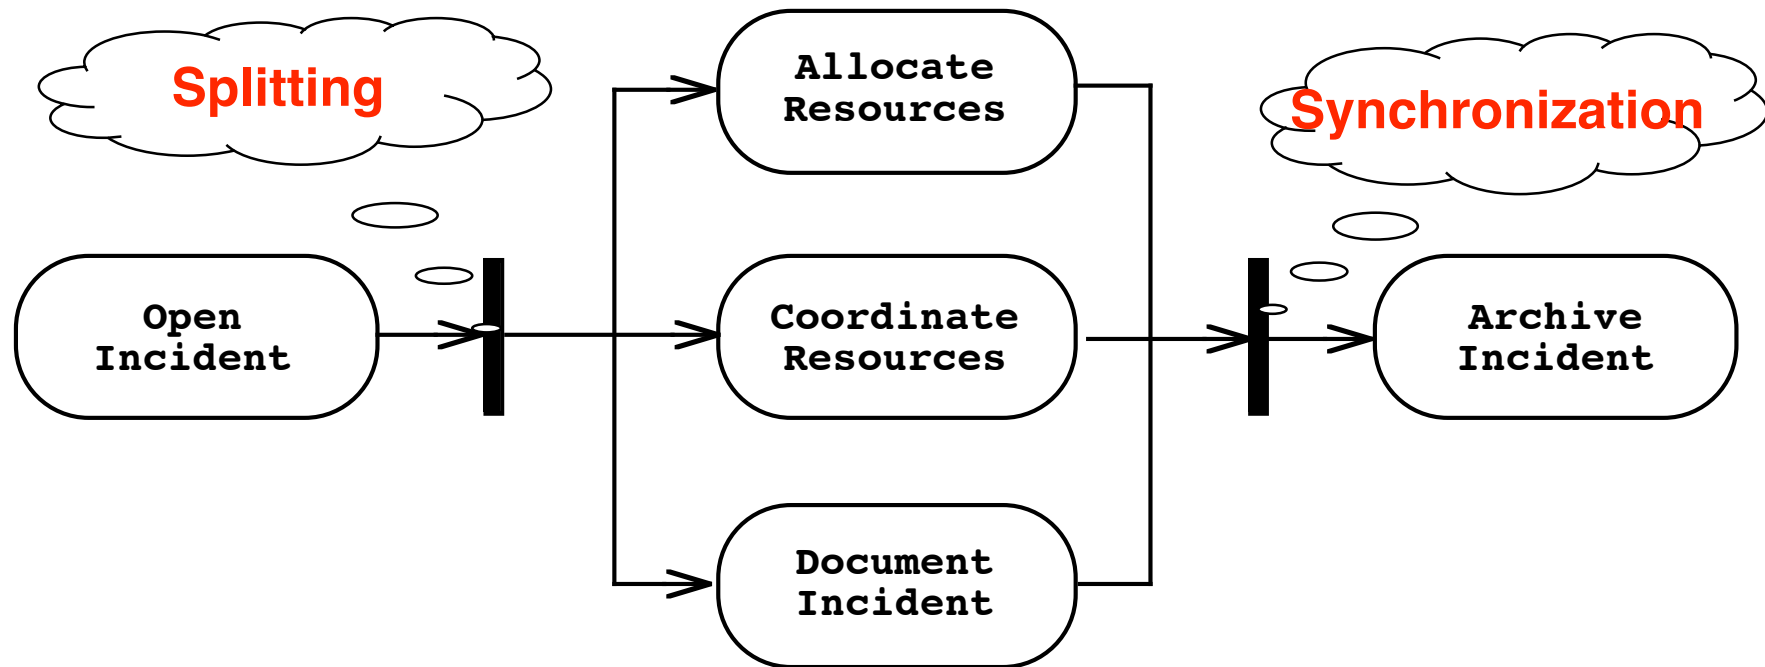 Splitting
Allocate
Resources
Synchronization
Open
Incident
Coordinate
Resources
Archive
Incident
Document
Incident